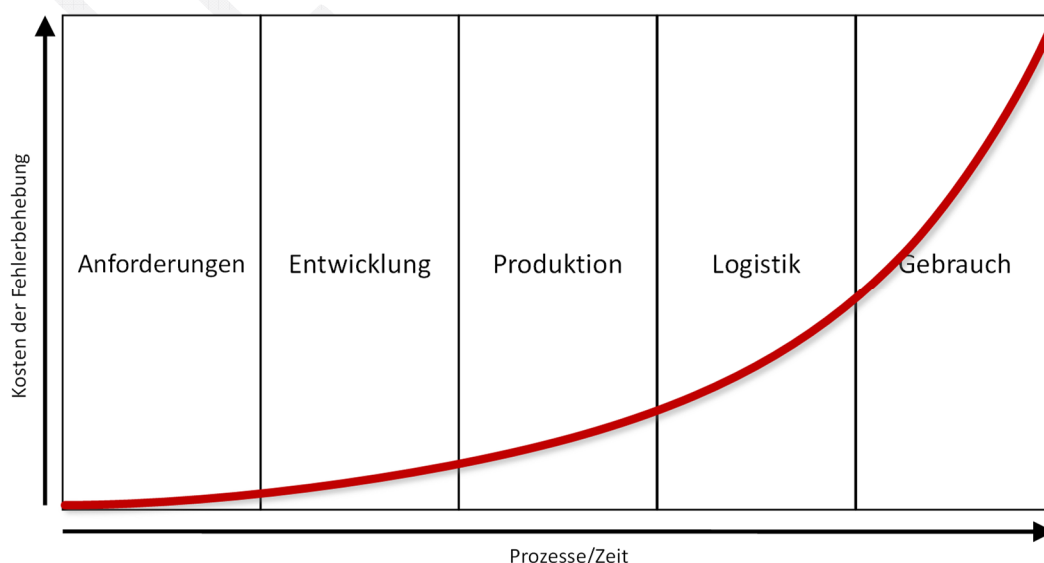 Kosten der Fehlerbehebung
Anforderungen
Entwicklung
Produktion
Logistik
Gebrauch
Prozesse/Zeit